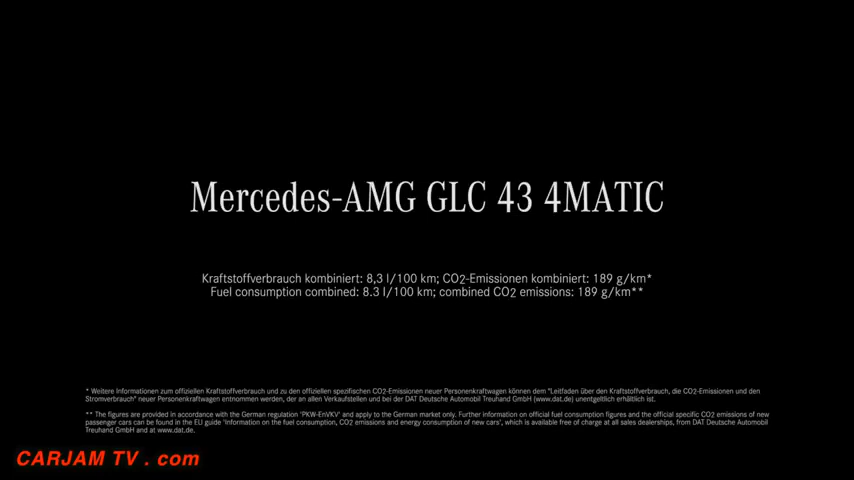 Mercedes-AMG GLC 43 4MATIC
Kraftstoffverbrauch kombiniert: 8,3 l/100 km; CO2-Emissionen kombiniert: 189 g/km*
Fuel consumption combined: 8.3 l/100 km; combined CO2 emissions: 189 g/km**
* Weitere Informationen zum offiziellen Kraftstoffverbrauch und zu den offiziellen spezifischen CO2-Emissionen neuer Personenkraftwagen können dem "Leitfaden über den Kraftstoffverbrauch, die CO2-Emissionen und den
Stromverbrauch" neuer Personenkraftwagen entnommen werden, der an allen Verkaufstellen und bei der DAT Deutsche Automobil Treuhand GmbH (www.dat.de) unentgeltlich erhältlich ist.
** The figures are provided in accordance with the German regulation 'PKW-EnVKV' and apply to the German market only. Further information on official fuel consumption figures and the official specific CO2 emissions of new
passenger cars can be found in the EU guide 'Information on the fuel consumption, CO2 emissions and energy consumption of new cars', which is available free of charge at all sales dealerships, from DAT Deutsche Automobil
Treuhand GmbH and at www.dat.de.
CARJAM TV . com